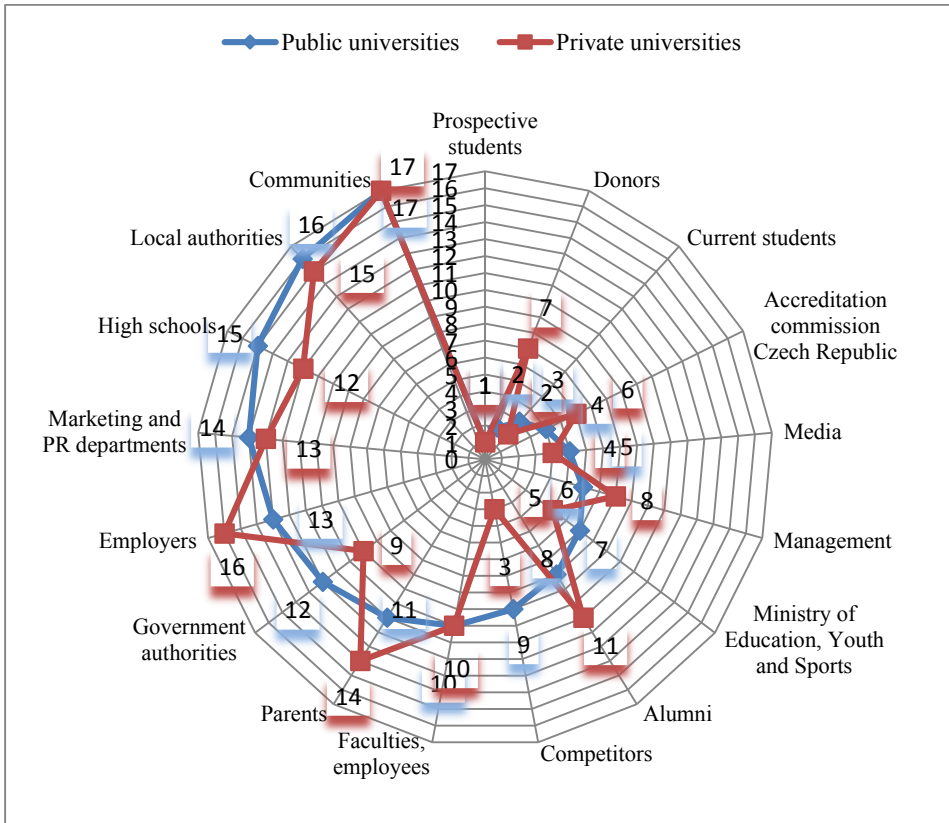 Public universities Private universities
Prospective
students
Donors
Current students
Accreditation
commission
Czech Republic
Media
Management
Ministry of
Education, Youth
and Sports
Alumni
Competitors
Faculties,
employees
Parents
Government
authorities
Employers
Marketing and
PR departments
High schools
Local authorities
Communities
17
16
15
14
13
12
11
10
9
8
7
6
5
4
3
2
1
0
1
2
3
4
5
6
7
8
9
10
11
12
13
14
15
16
17
1
7
2
6
4
8
5
11
3
10
14
9
16
13
12
15
17